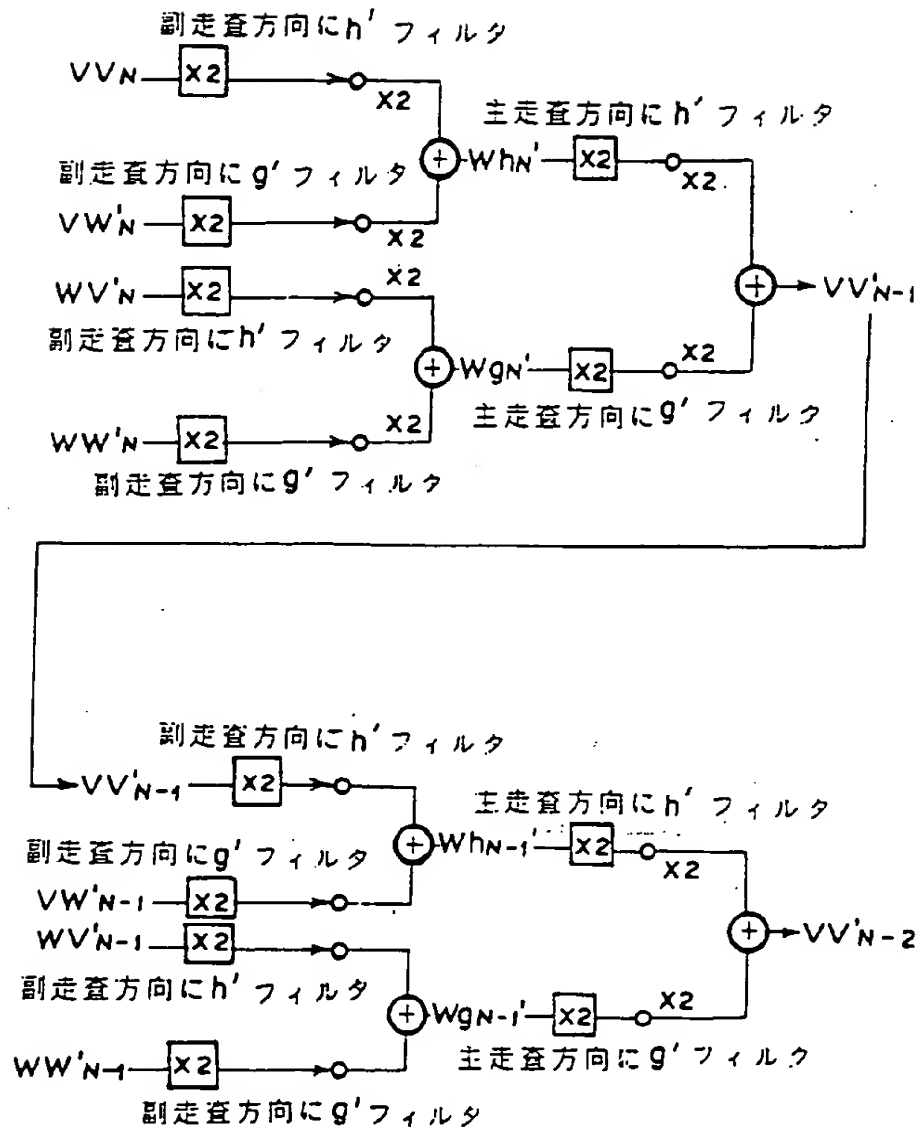 副走査方向にh' フィルタ
VVN X2 X2
主走査方向にh' フィルタ
WhN' X2 X2
副走査方向にg' フィルタ
VW'N X2 X2
WV'N X2 X2
副走査方向にh' フィルタ
+ + +
VV'N-1
WgN' X2 X2
主走査方向にg' フィルタ
WW'N X2 X2
副走査方向にg' フィルタ
副走査方向にh' フィルタ
VV'N-1 X2
主走査方向にh' フィルタ
WhN-1' X2 X2
副走査方向にg' フィルタ
VW'N-1 X2
WV'N-1 X2
副走査方向にh' フィルタ
+ + +
VV'N-2
WgN-1' X2 X2
主走査方向にg' フィルタ
WW'N-1 X2
副走査方向にg' フィルタ